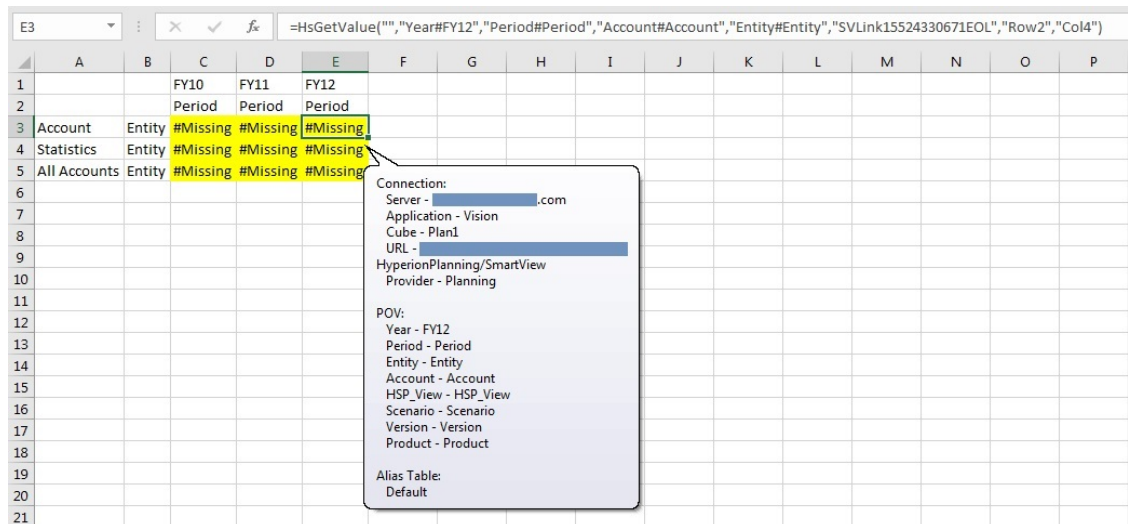 E3 fx =HsGetValue("","Year#FY12","Period#Period","Account#Account","Entity#Entity","SVLink15524330671EOL","Row2","Col4")
A B C D E F G H I J K L M N O P
1 FY10 FY11 FY12
2 Period Period Period
3 Account Entity #Missing #Missing #Missing
4 Statistics Entity #Missing #Missing #Missing
5 All Accounts Entity #Missing #Missing #Missing
6
Connection:
7
Server - .com
8
Application - Vision
Cube - Plan1
9
URL -
HyperionPlanning/SmartView
10
Provider - Planning
11
POV:
12
Year - FY12
13
Period - Period
14
Entity - Entity
Account - Account
15
HSP_View - HSP_View
16
Scenario - Scenario
17
Version - Version
18
Product - Product
19
Alias Table:
20
Default
21